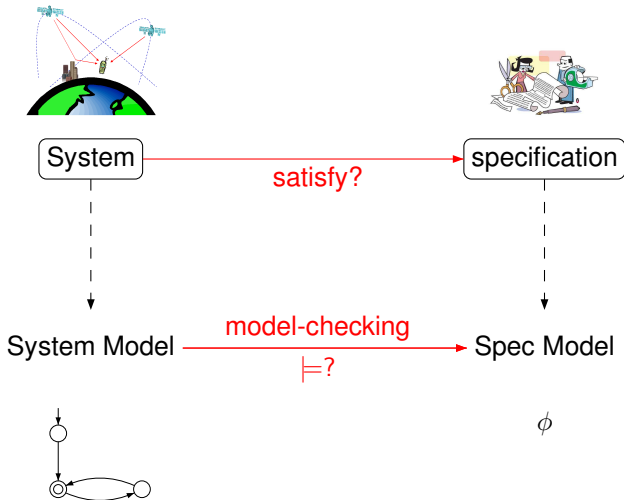 System
satisfy?
specification
System Model
model-checking
⊨?
Spec Model
ϕ